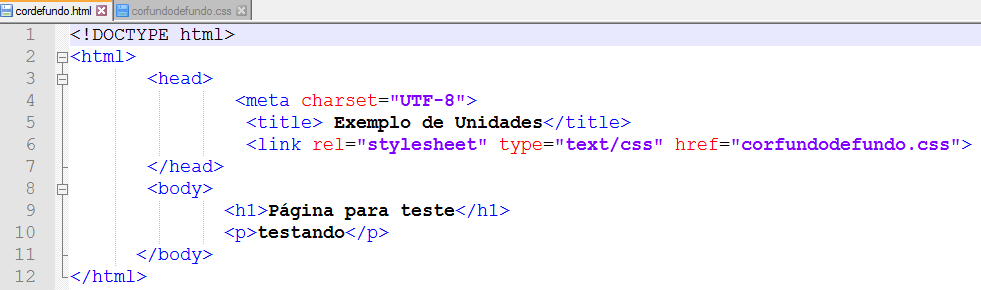 cordefundo.html corfundodefundo.css
1 <!DOCTYPE html>
2 <html>
3 <head>
4 <meta charset="UTF-8">
5 <title> Exemplo de Unidades</title>
6 <link rel="stylesheet" type="text/css" href="corfundodefundo.css">
7 </head>
8 <body>
9 <h1>Página para teste</h1>
10 <p>testando</p>
11 </body>
12 </html>